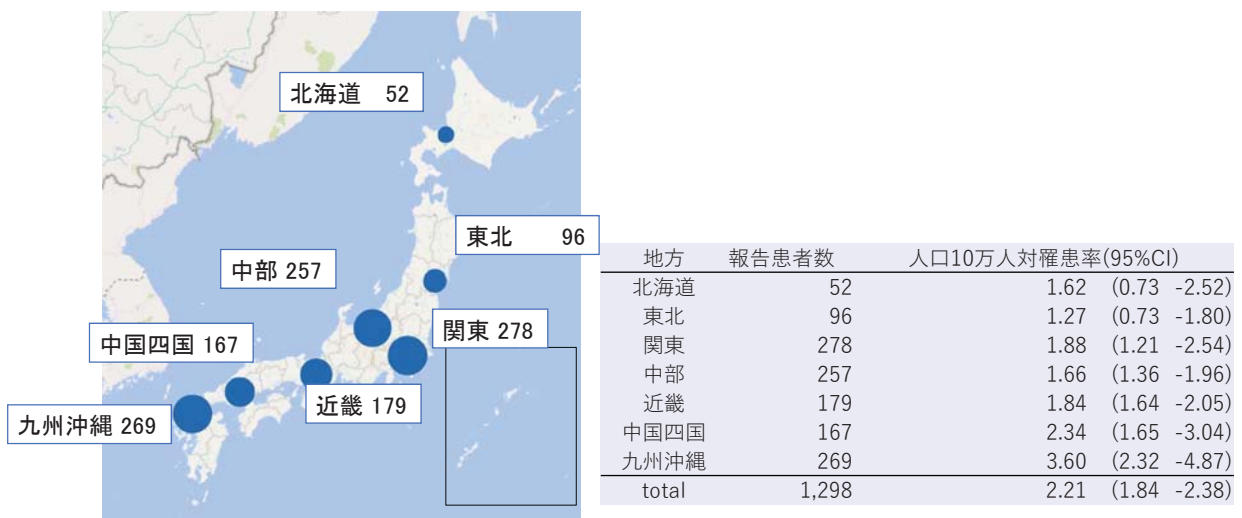 北海道 52
東北 96
中部 257
関東 278
中国四国 167
近畿 179
九州沖縄 269
地方 報告患者数 人口10万人対罹患率(95%CI)
北海道 52 1.62 (0.73 -2.52)
東北 96 1.27 (0.73 -1.80)
関東 278 1.88 (1.21 -2.54)
中部 257 1.66 (1.36 -1.96)
近畿 179 1.84 (1.64 -2.05)
中国四国 167 2.34 (1.65 -3.04)
九州沖縄 269 3.60 (2.32 -4.87)
total 1,298 2.21 (1.84 -2.38)